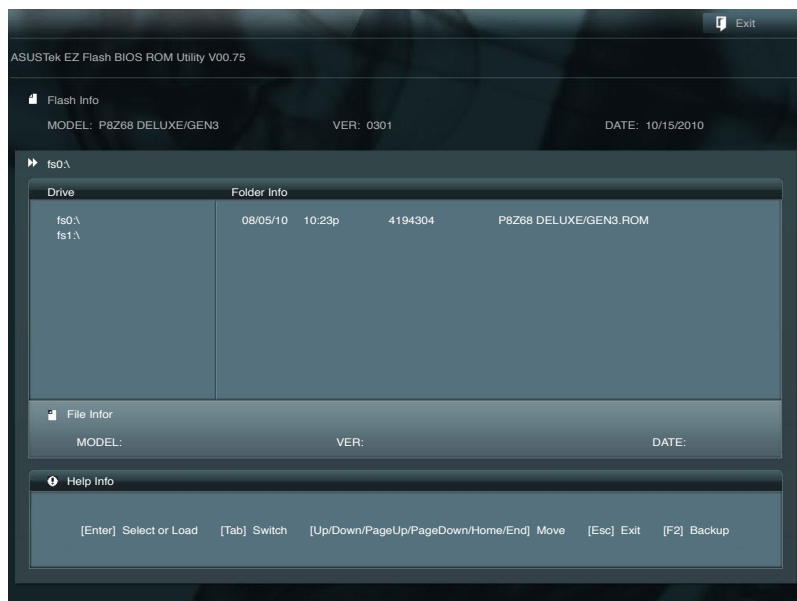 Exit
ASUSTek EZ Flash BIOS ROM Utility V00.75
Flash Info
MODEL: P8Z68 DELUXE/GEN3 VER: 0301 DATE: 10/15/2010
fs0:\
Drive Folder Info
fs0:\ 08/05/10 10:23p 4194304 P8Z68 DELUXE/GEN3.ROM
fs1:\
File Infor
MODEL: VER: DATE:
Help Info
[Enter] Select or Load [Tab] Switch [Up/Down/PageUp/PageDown/Home/End] Move [Esc] Exit [F2] Backup